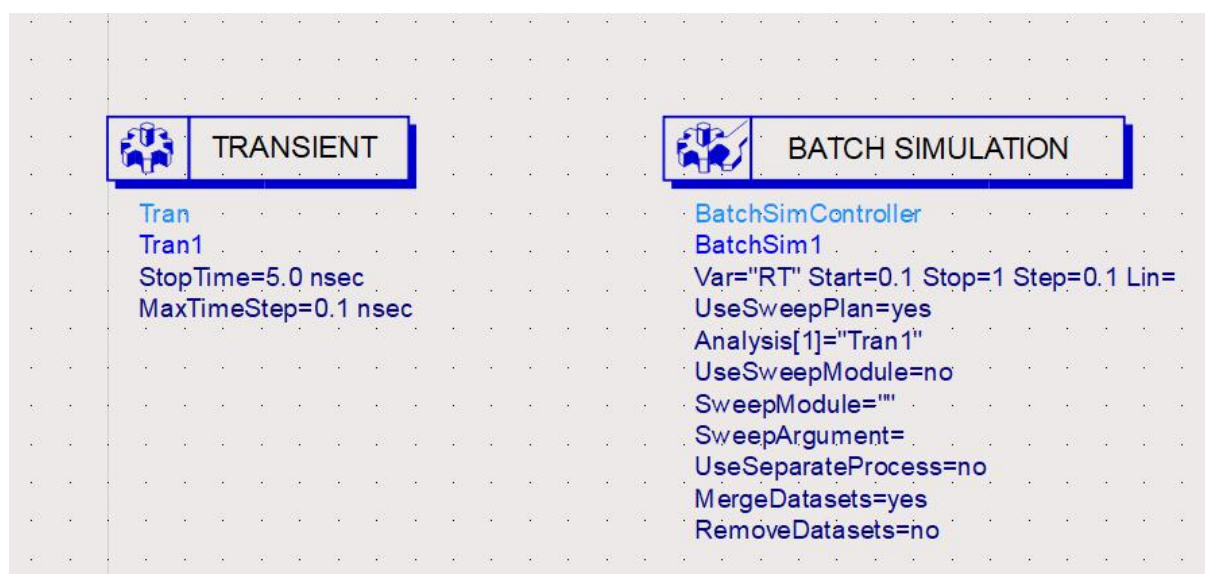 TRANSIENT
Tran
Tran1
StopTime=5.0 nsec
MaxTimeStep=0.1 nsec
BATCH SIMULATION
BatchSimController
BatchSim1
Var="RT" Start=0.1 Stop=1 Step=0.1 Lin=
UseSweepPlan=yes
Analysis[1]="Tran1"
UseSweepModule=no
SweepModule=""
SweepArgument=
UseSeparateProcess=no
MergeDatasets=yes
RemoveDatasets=no